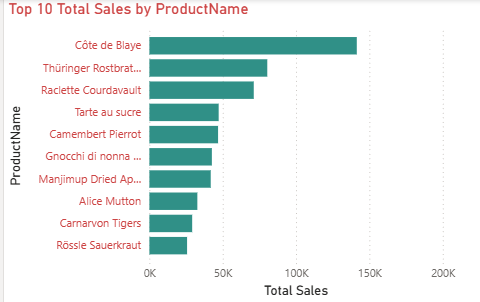 Top 10 Total Sales by ProductName
Côte de Blaye
Thüringer Rostbrat...
Raclette Courdavault
Tarte au sucre
Camembert Pierrot
Gnocchi di nonna ...
Manjimup Dried Ap...
Alice Mutton
Carnarvon Tigers
Rössle Sauerkraut
ProductName
0K 50K 100K 150K 200K
Total Sales